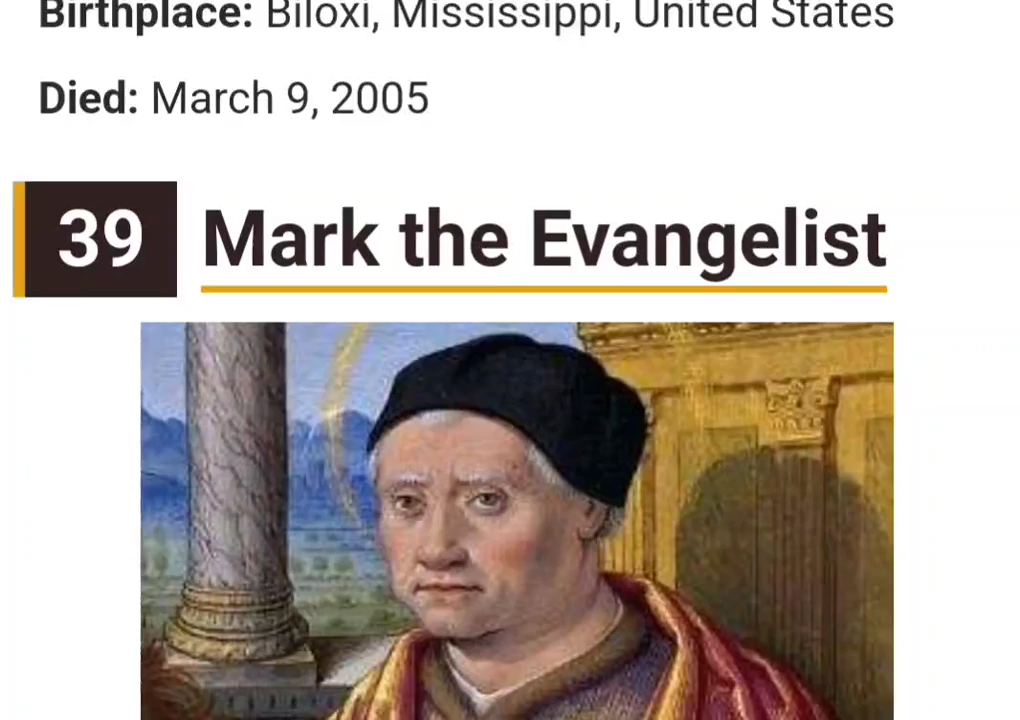 Birthplace: Biloxi, Mississippi, United States
Died: March 9, 2005
39 Mark the Evangelist